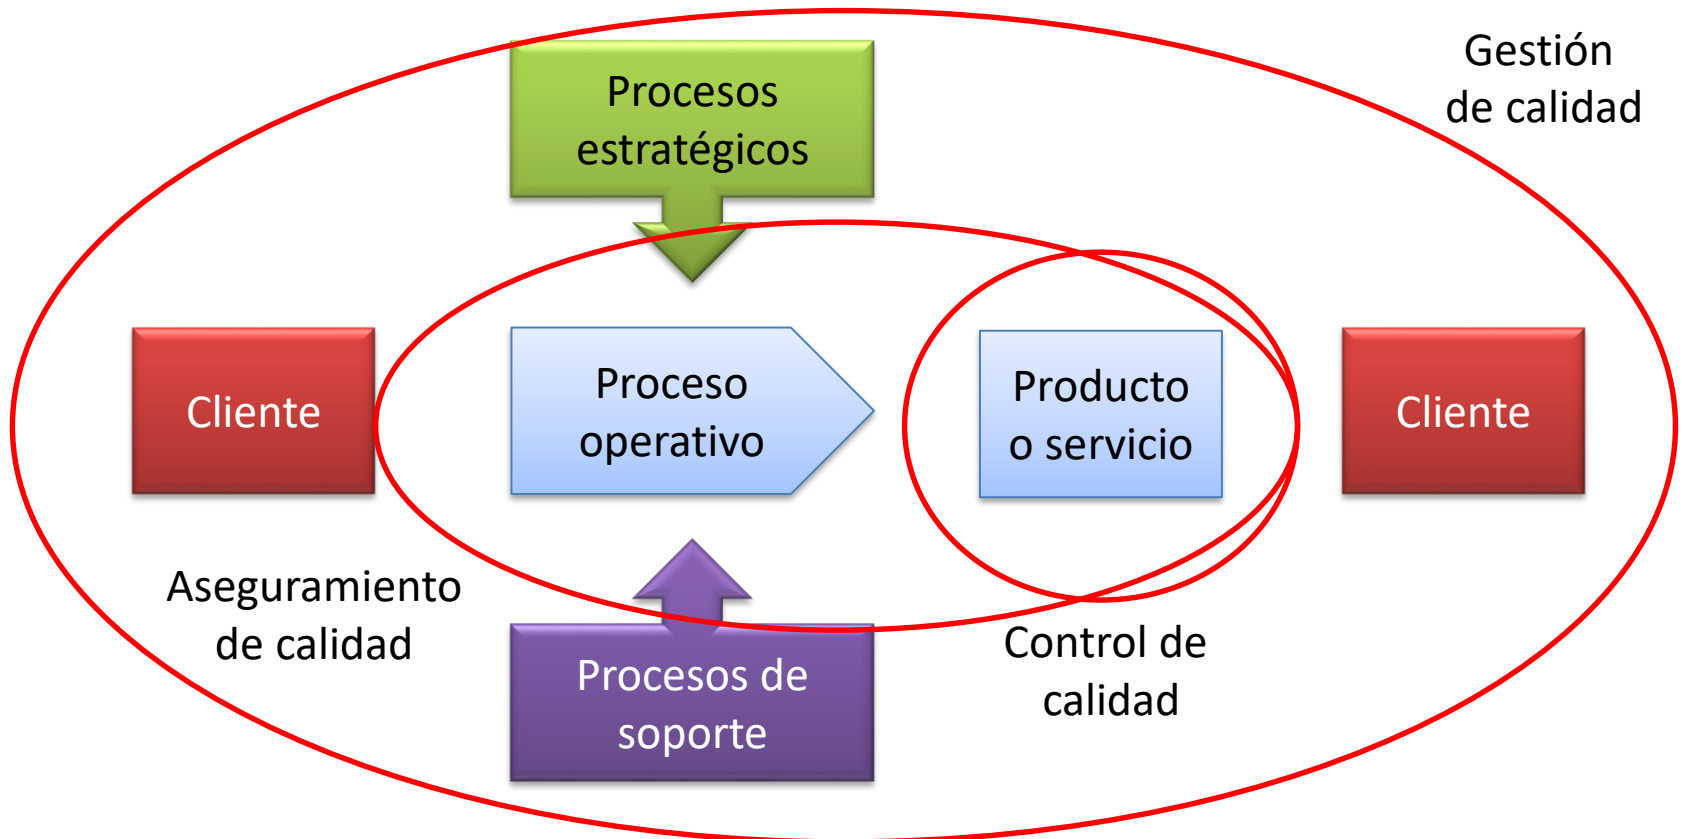 Gestión
de calidad
Procesos
estratégicos
Cliente
Proceso
operativo
Producto
o servicio
Cliente
Aseguramiento
de calidad
Procesos de
soporte
Control de
calidad